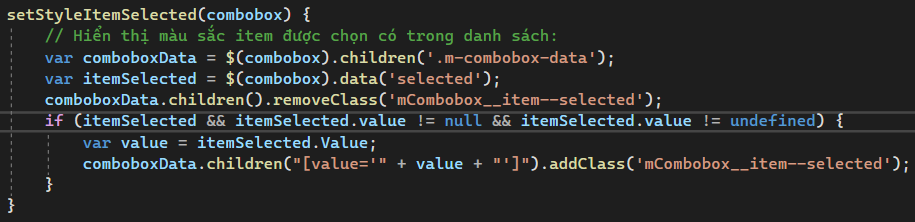 setStyleItemSelected(combobox) {
// Hiển thị màu sắc item được chọn có trong danh sách:
var comboboxData = $(combobox).children('.m-combobox-data');
var itemSelected = $(combobox).data('selected');
comboboxData.children().removeClass('mCombobox__item--selected');
if (itemSelected && itemSelected.value != null && itemSelected.value != undefined) {
var value = itemSelected.Value;
comboboxData.children("[value='" + value + "']").addClass('mCombobox__item--selected');
}
}